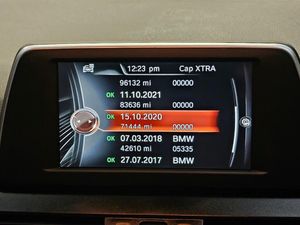 12:23 pm Cap XTRA
96132 mi 00000
OK 11.10.2021
83636 mi 00000
OK 15.10.2020
71444 mi 00000
OK 07.03.2018 BMW
42610 mi 05335
OK 27.07.2017 BMW